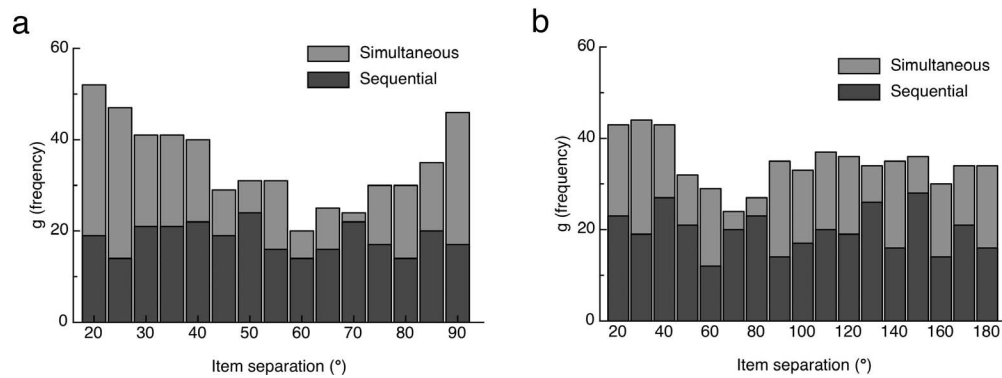 a
60
40
20
0
g (freqency)
Simultaneous
Sequential
20 30 40 50 60 70 80 90
Item separation (°)
b
60
40
20
0
g (frequency)
Simultaneous
Sequential
20 40 60 80 100 120 140 160 180
Item separation (°)